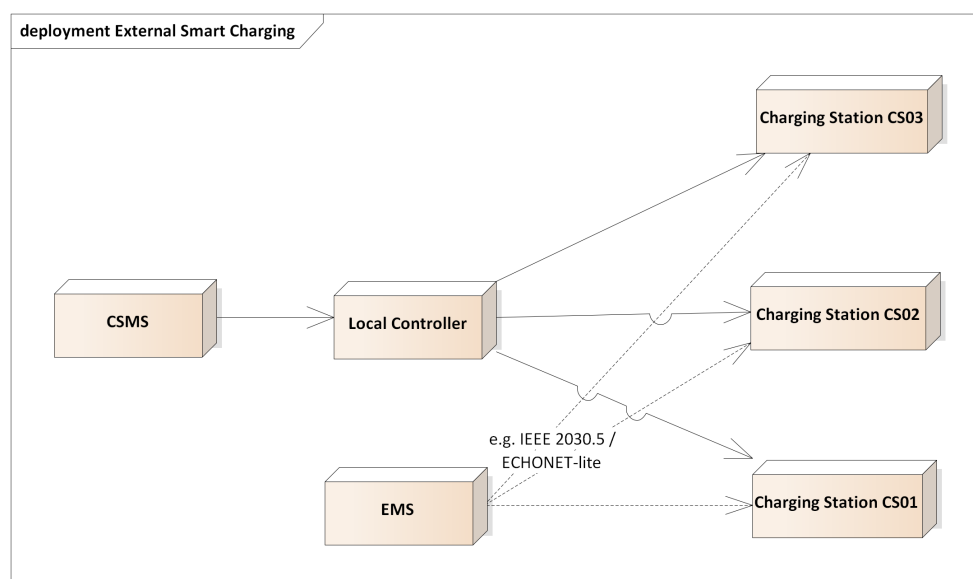 deployment External Smart Charging
Charging Station CS03
CSMS
Local Controller
Charging Station CS02
e.g. IEEE 2030.5 /
ECHONET-lite
EMS
Charging Station CS01